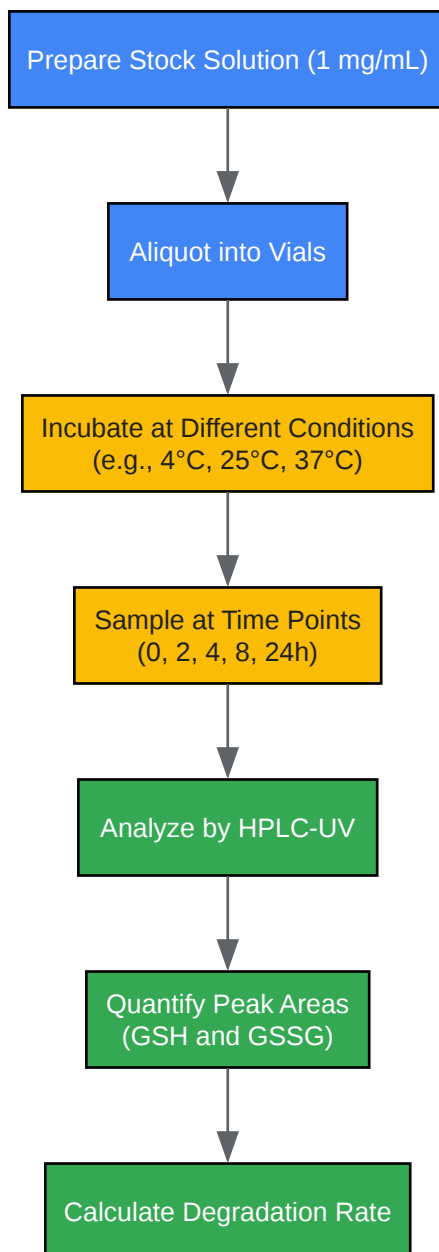 Prepare Stock Solution (1 mg/mL)
Aliquot into Vials
Incubate at Different Conditions
(e.g., 4°C, 25°C, 37°C)
Sample at Time Points
(0, 2, 4, 8, 24h)
Analyze by HPLC-UV
Quantify Peak Areas
(GSH and GSSG)
Calculate Degradation Rate